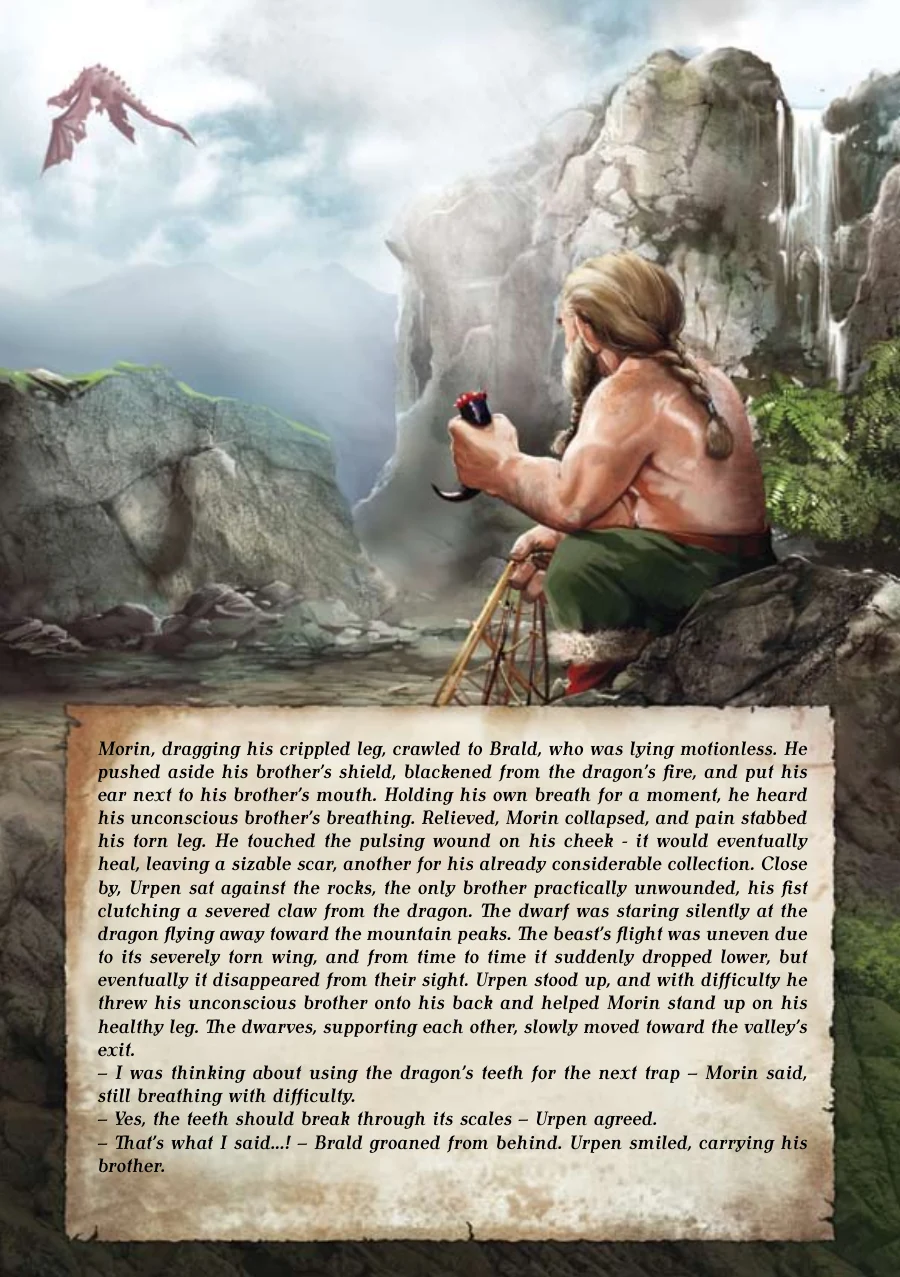 Morin, dragging his crippled leg, crawled to Brald, who was lying motionless. He
pushed aside his brother’s shield, blackened from the dragon’s fire, and put his
ear next to his brother’s mouth. Holding his own breath for a moment, he heard
his unconscious brother’s breathing. Relieved, Morin collapsed, and pain stabbed
his torn leg. He touched the pulsing wound on his cheek - it would eventually
heal, leaving a sizable scar, another for his already considerable collection. Close
by, Urpen sat against the rocks, the only brother practically unwounded, his fist
clutching a severed claw from the dragon. The dwarf was staring silently at the
dragon flying away toward the mountain peaks. The beast’s flight was uneven due
to its severely torn wing, and from time to time it suddenly dropped lower, but
eventually it disappeared from their sight. Urpen stood up, and with difficulty he
threw his unconscious brother onto his back and helped Morin stand up on his
healthy leg. The dwarves, supporting each other, slowly moved toward the valley’s
exit.
– I was thinking about using the dragon’s teeth for the next trap – Morin said,
still breathing with difficulty.
– Yes, the teeth should break through its scales – Urpen agreed.
– That’s what I said...! – Brald groaned from behind. Urpen smiled, carrying his
brother.